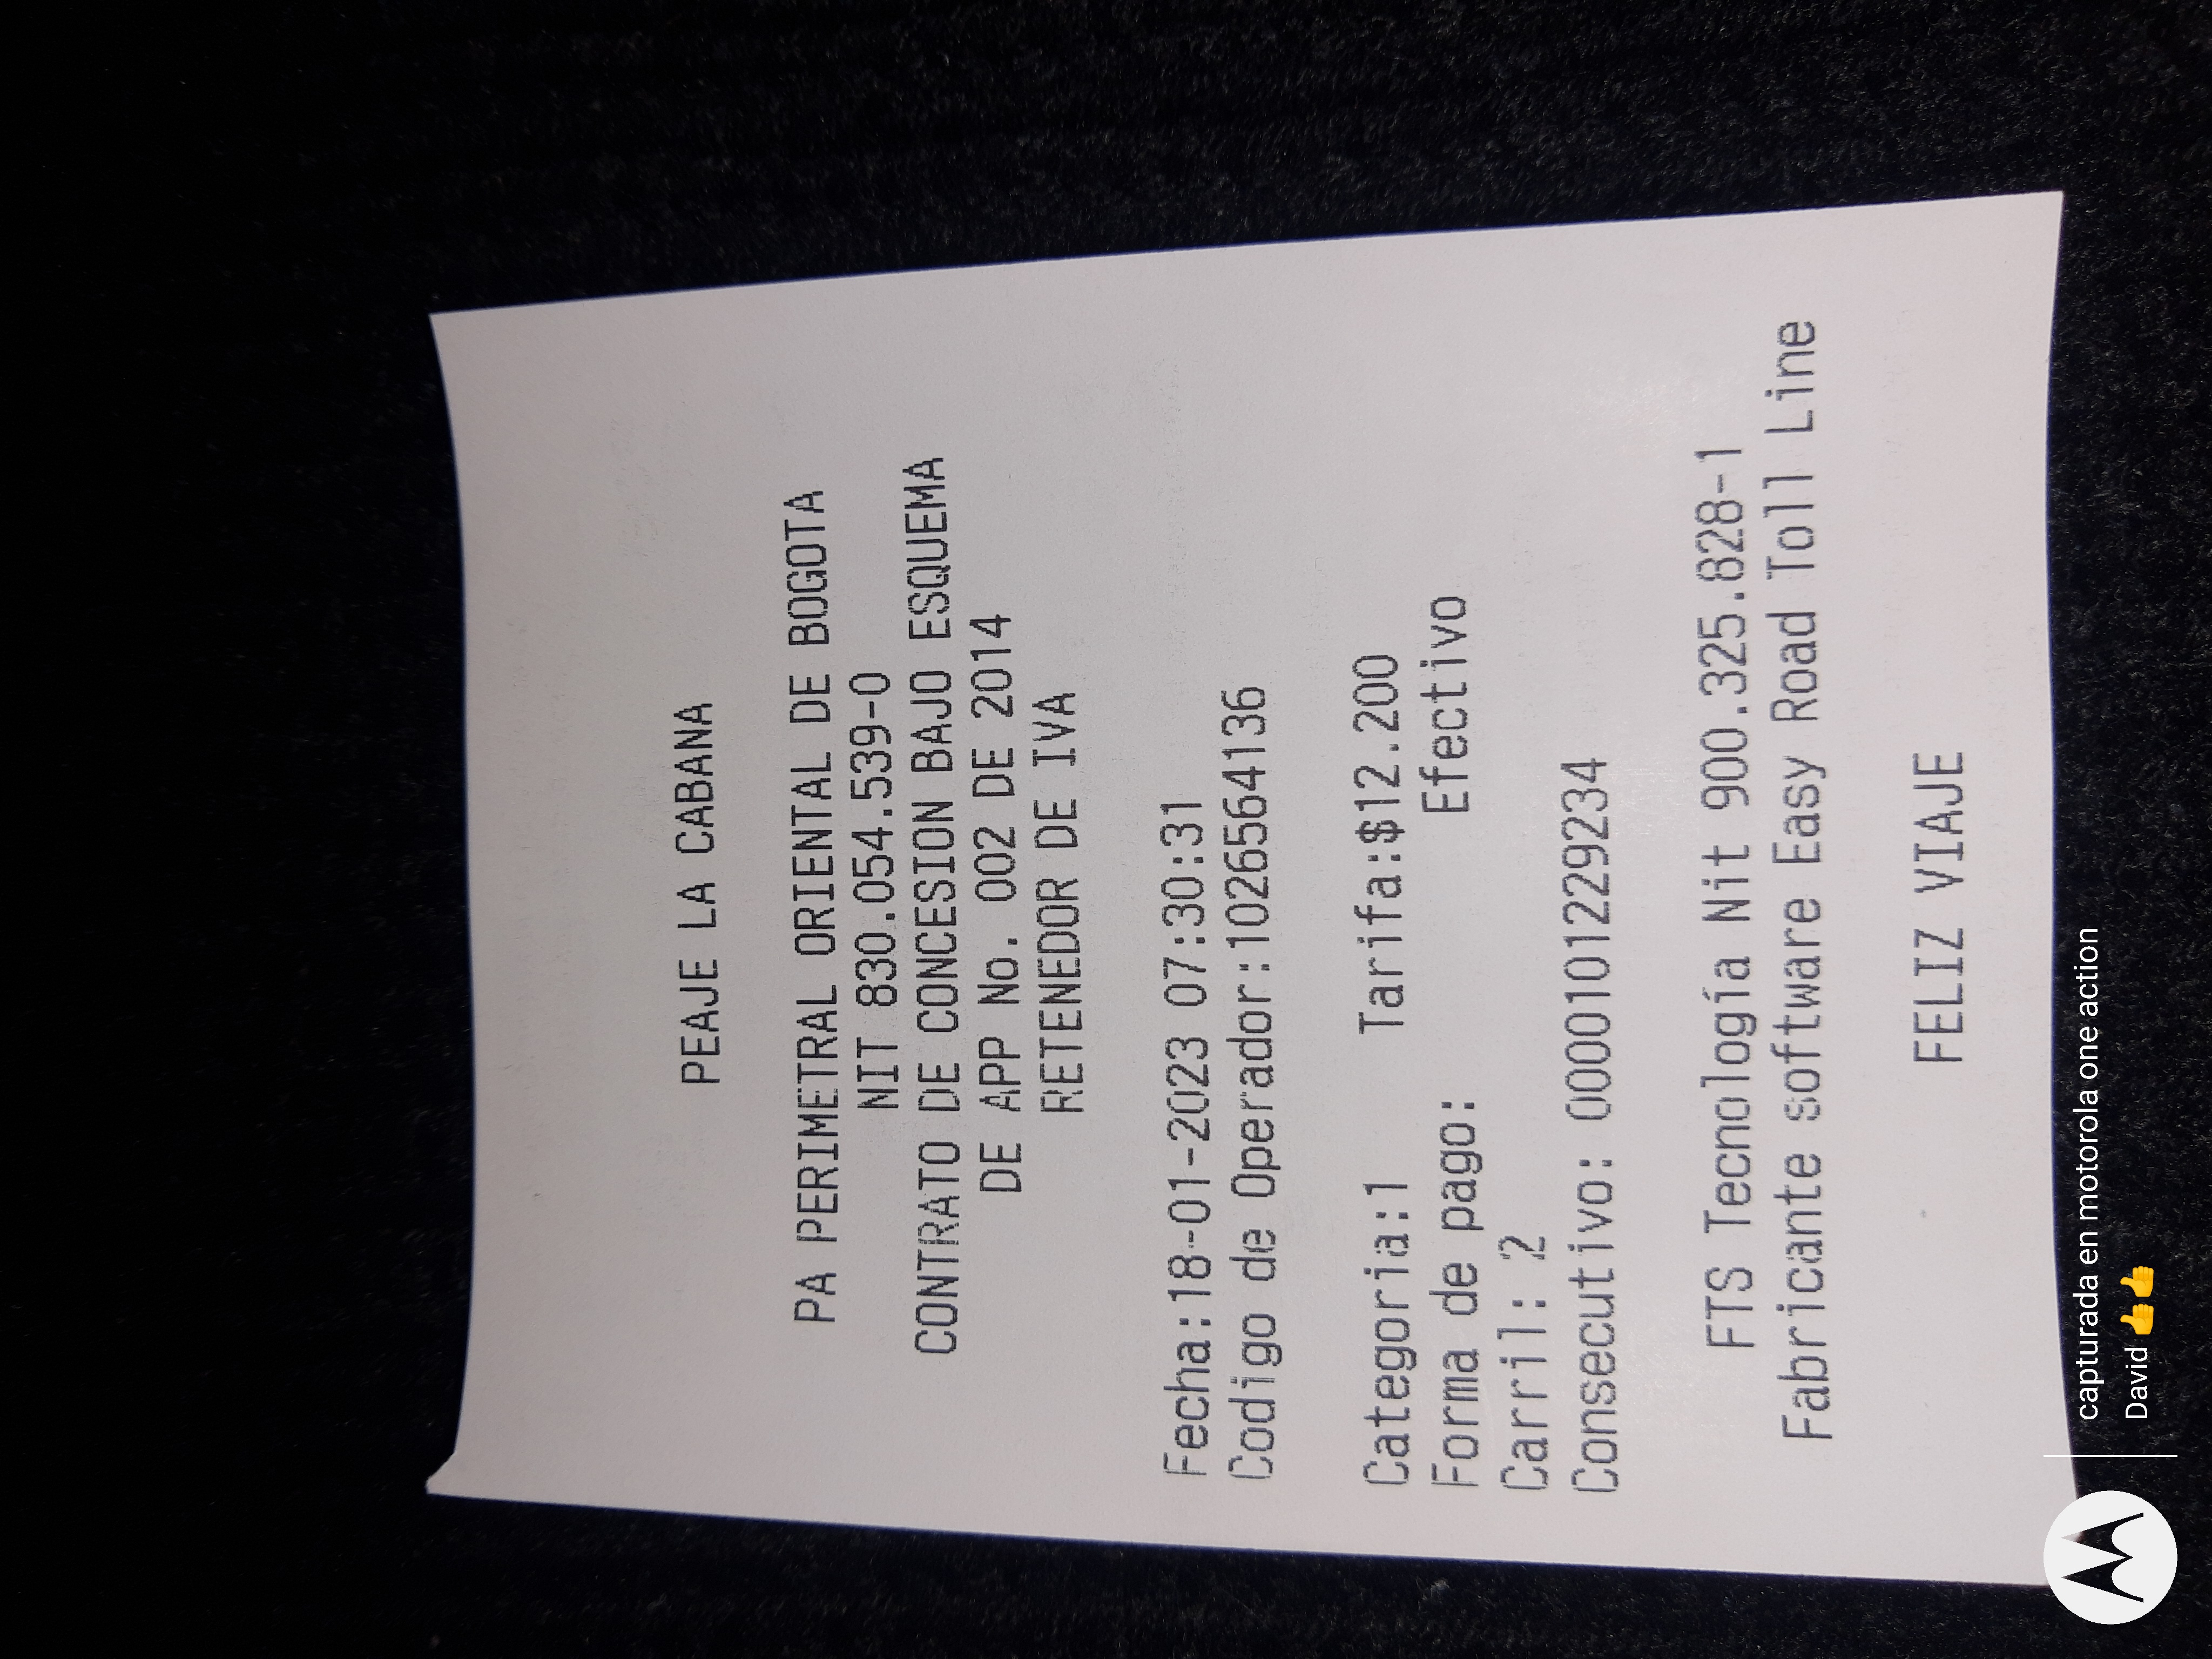 PEAJE LA CABANA
PA PERIMETRAL ORIENTAL DE BOGOTA
NIT 830.054.539-0
CONTRATO DE CONCESION BAJO ESQUEMA
DE APP No. 002 DE 2014
RETENEDOR DE IVA
Fecha:18-01-2023 07:30:31
Codigo de Operador:1026564136
Categoria:1 Tarifa:$12.200
Forma de pago: Efectivo
Carril: 2
Consecutivo: 0000101229234
FTS Tecnología Nit 900.325.828-1
Fabricante software Easy Road Toll Line
FELIZ VIAJE
capturada en motorola one action
David 👍👍